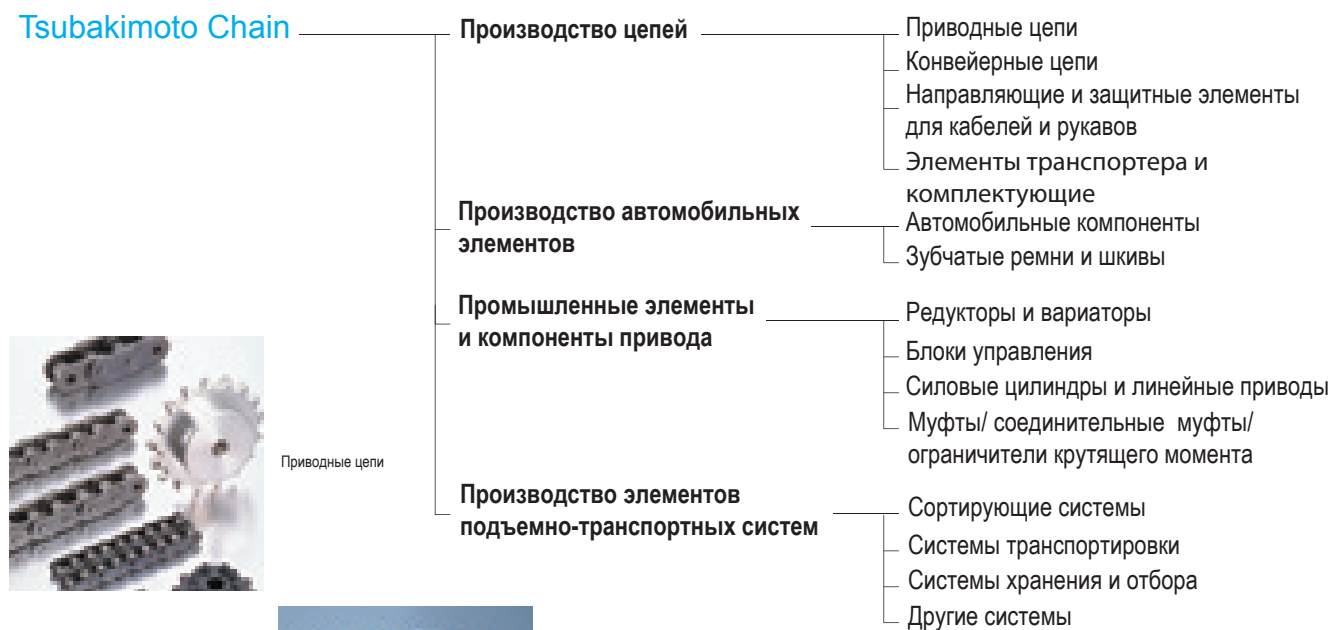 Tsubakimoto Chain
Производство цепей
Приводные цепи
Конвейерные цепи
Направляющие и защитные элементы
для кабелей и рукавов
Элементы транспортера и
комплектующие
Производство автомобильных
элементов
Автомобильные компоненты
Зубчатые ремни и шкивы
Промышленные элементы
и компоненты привода
Редукторы и вариаторы
Блоки управления
Силовые цилиндры и линейные приводы
Муфты/ соединительные муфты/
ограничители крутящего момента
Приводные цепи
Производство элементов
подъемно-транспортных систем
Сортирующие системы
Системы транспортировки
Системы хранения и отбора
Другие системы